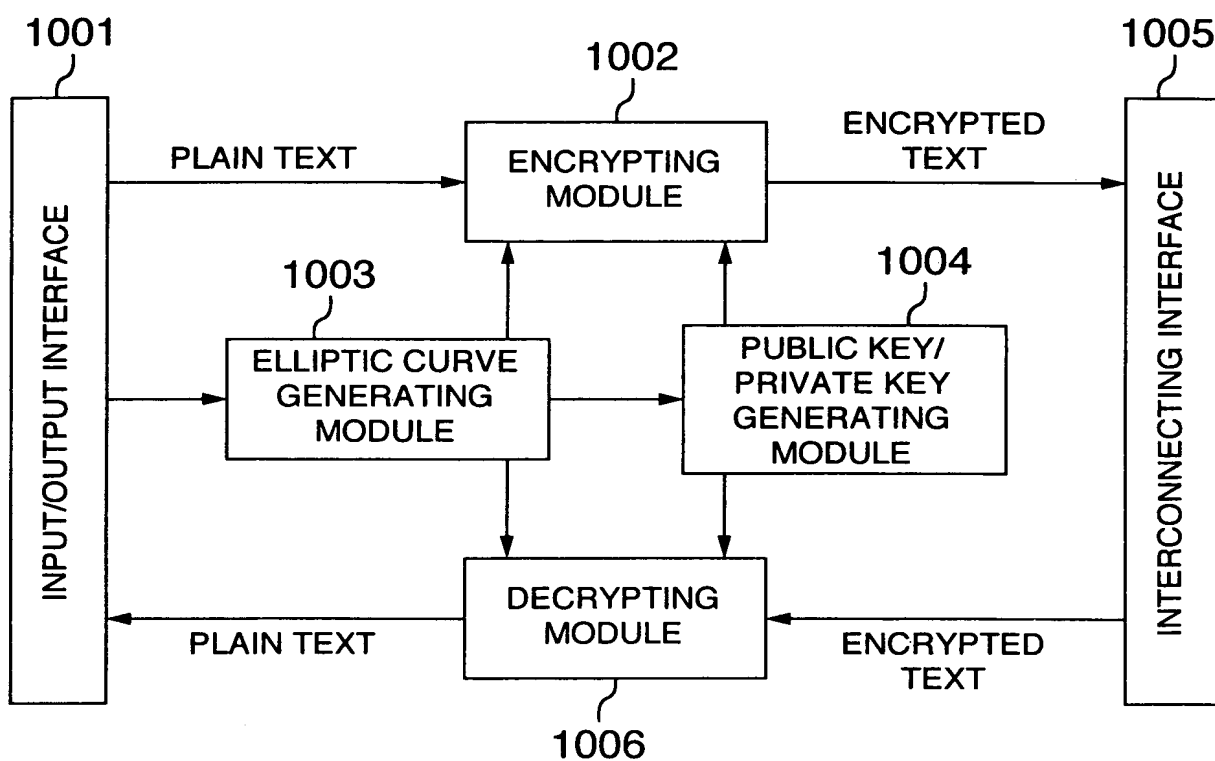 1001
1005
1002
PLAIN TEXT
ENCRYPTING
MODULE
ENCRYPTED
TEXT
INPUT/OUTPUT INTERFACE
INTERCONNECTING INTERFACE
1003
1004
ELLIPTIC CURVE
GENERATING
MODULE
PUBLIC KEY/
PRIVATE KEY
GENERATING
MODULE
PLAIN TEXT
DECRYPTING
MODULE
ENCRYPTED
TEXT
1006